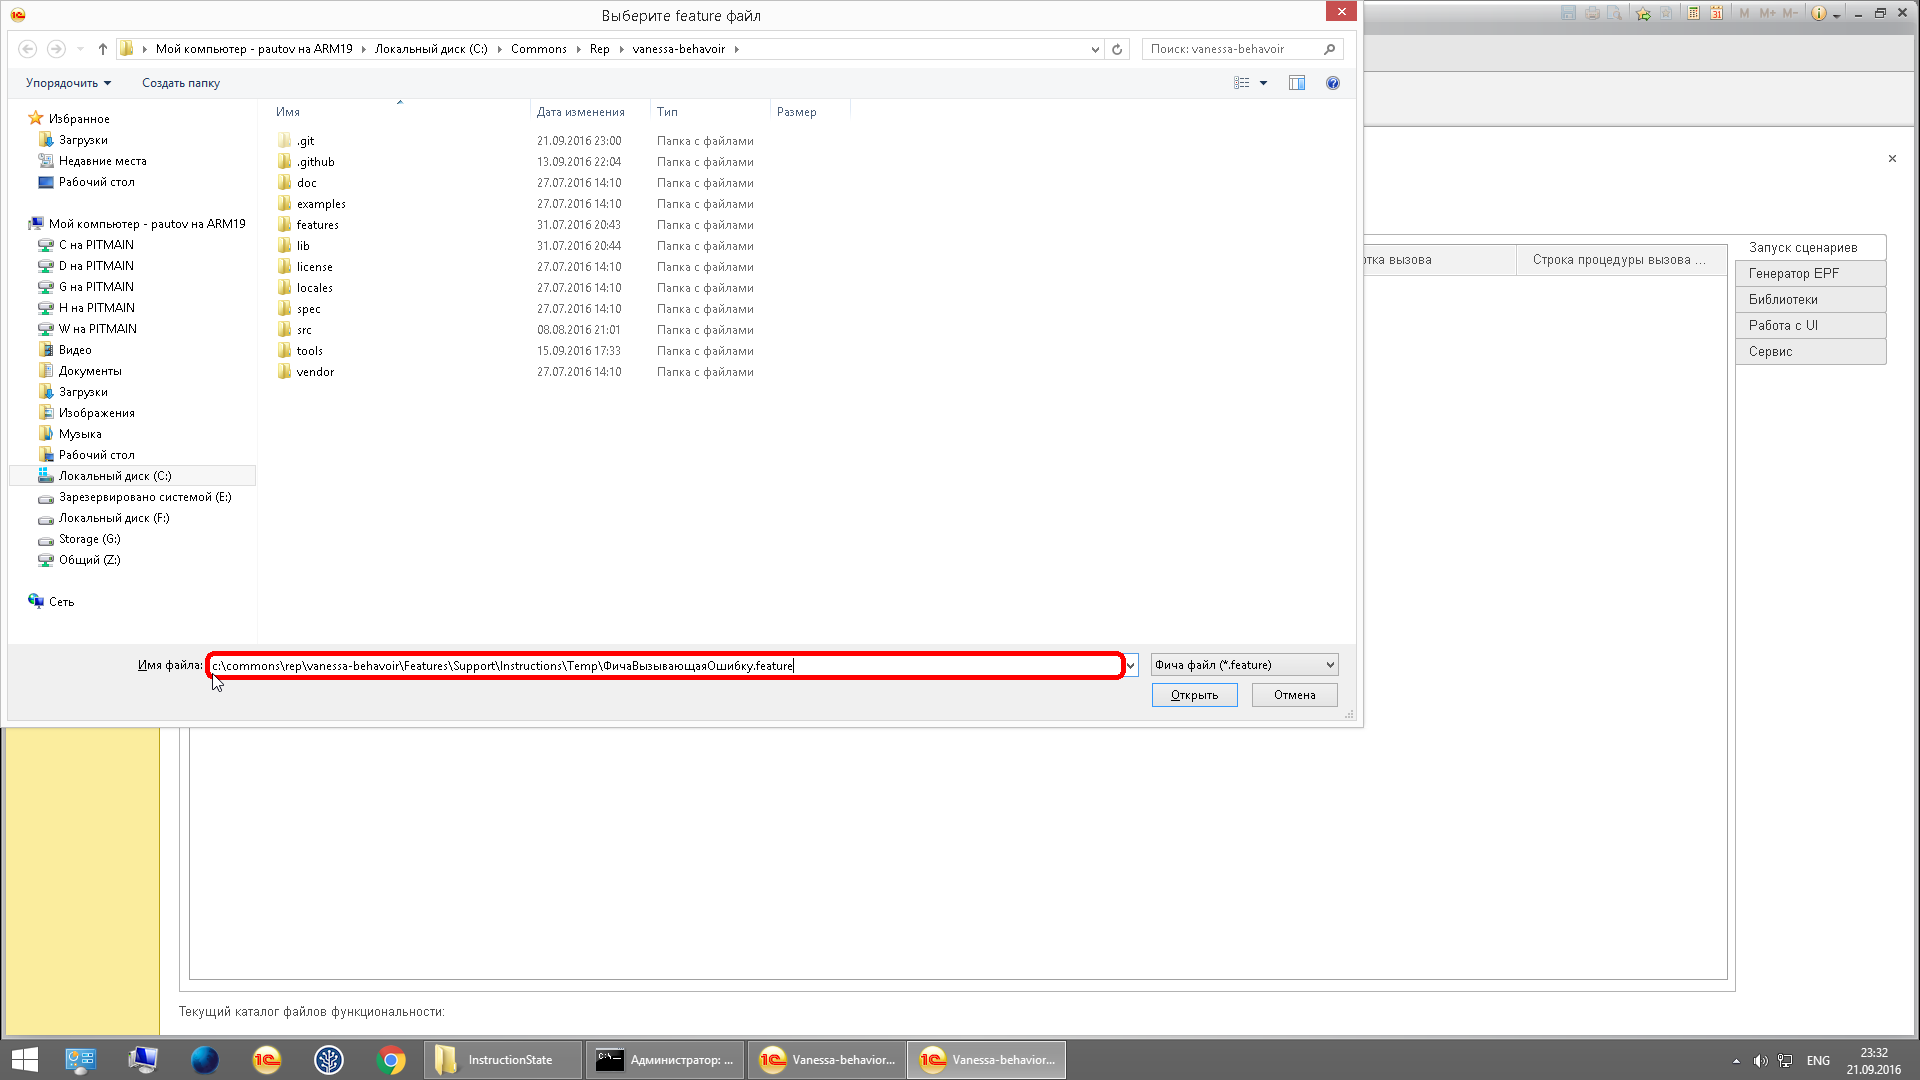 Выберите feature файл
Мой компьютер - pautov на ARM19 Локальный диск (C:) Commons Rep vanessa-behavoir
Поиск: vanessa-behavoir
M M+ M-
Упорядочить Создать папку
Имя Дата изменения Тип Размер
.git 21.09.2016 23:00 Папка с файлами
.github 13.09.2016 22:04 Папка с файлами
doc 27.07.2016 14:10 Папка с файлами
examples 27.07.2016 14:10 Папка с файлами
features 31.07.2016 20:43 Папка с файлами
lib 31.07.2016 20:44 Папка с файлами
license 27.07.2016 14:10 Папка с файлами
locales 27.07.2016 14:10 Папка с файлами
spec 27.07.2016 14:10 Папка с файлами
src 08.08.2016 21:01 Папка с файлами
tools 15.09.2016 17:33 Папка с файлами
vendor 27.07.2016 14:10 Папка с файлами
Избранное
Загрузки
Недавние места
Рабочий стол
Мой компьютер - pautov на ARM19
C на PITMAIN
D на PITMAIN
G на PITMAIN
H на PITMAIN
W на PITMAIN
Видео
Документы
Загрузки
Изображения
Музыка
Рабочий стол
Локальный диск (C:)
Зарезервировано системой (E:)
Локальный диск (F:)
Storage (G:)
Общий (Z:)
Сеть
Имя файла: c:\commons\rep\vanessa-behavoir\Features\Support\Instructions\Temp\ФичаВызывающаяОшибку.feature
Фича файл (*.feature)
Открыть Отмена
тка вызова Строка процедуры вызова ...
Запуск сценариев
Генератор EPF
Библиотеки
Работа с UI
Сервис
Текущий каталог файлов функциональности:
InstructionState
Администратор: ...
Vanessa-behavior...
Vanessa-behavior...
ENG
23:32
21.09.2016